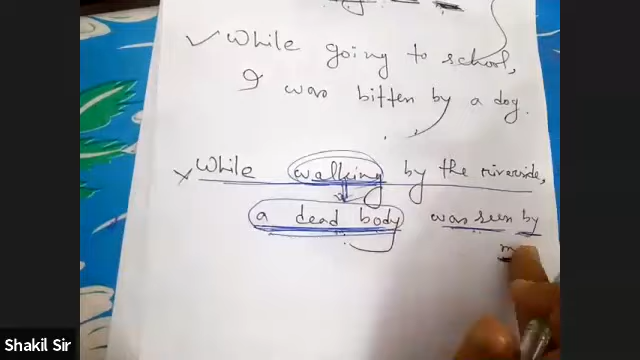 ✓ While going to school,
I was bitten by a dog.
× While walking by the riverside,
a dead body was seen by
Shakil Sir